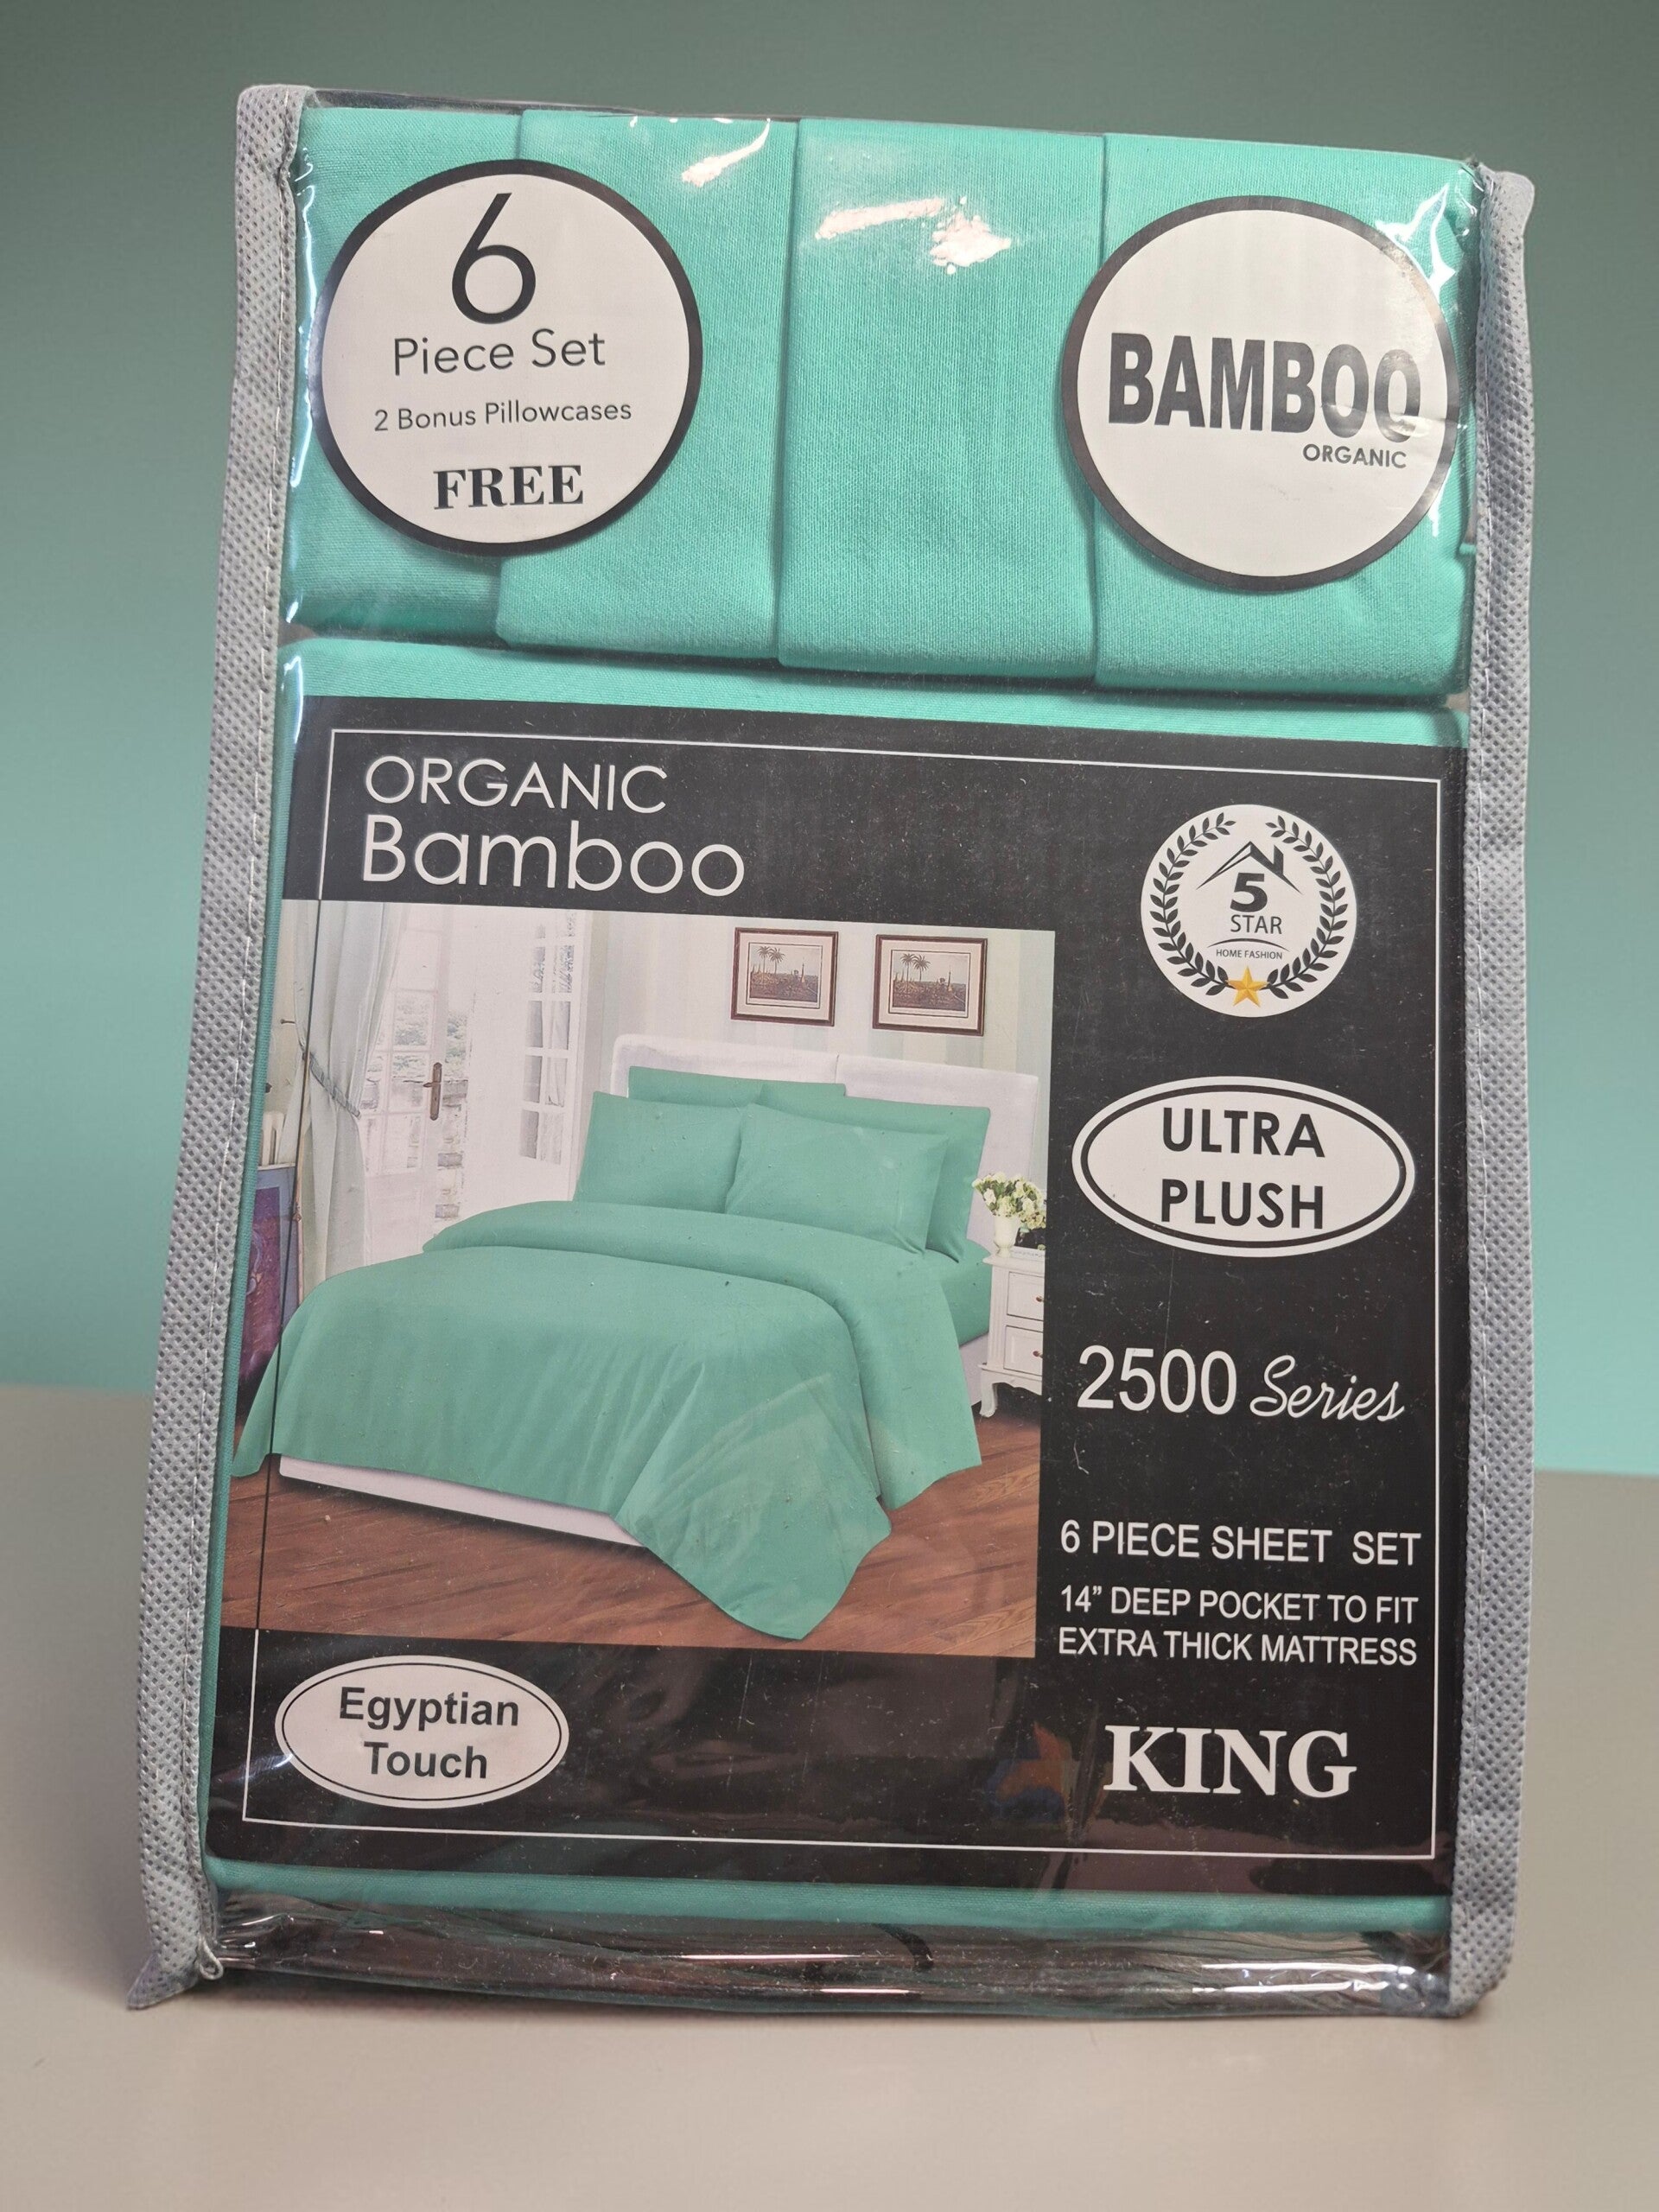 6
Piece Set
2 Bonus Pillowcases
FREE
BAMBOO
ORGANIC
ORGANIC
Bamboo
5
STAR
HOME FASHION
ULTRA
PLUSH
2500 Series
6 PIECE SHEET SET
14” DEEP POCKET TO FIT
EXTRA THICK MATTRESS
Egyptian
Touch
KING